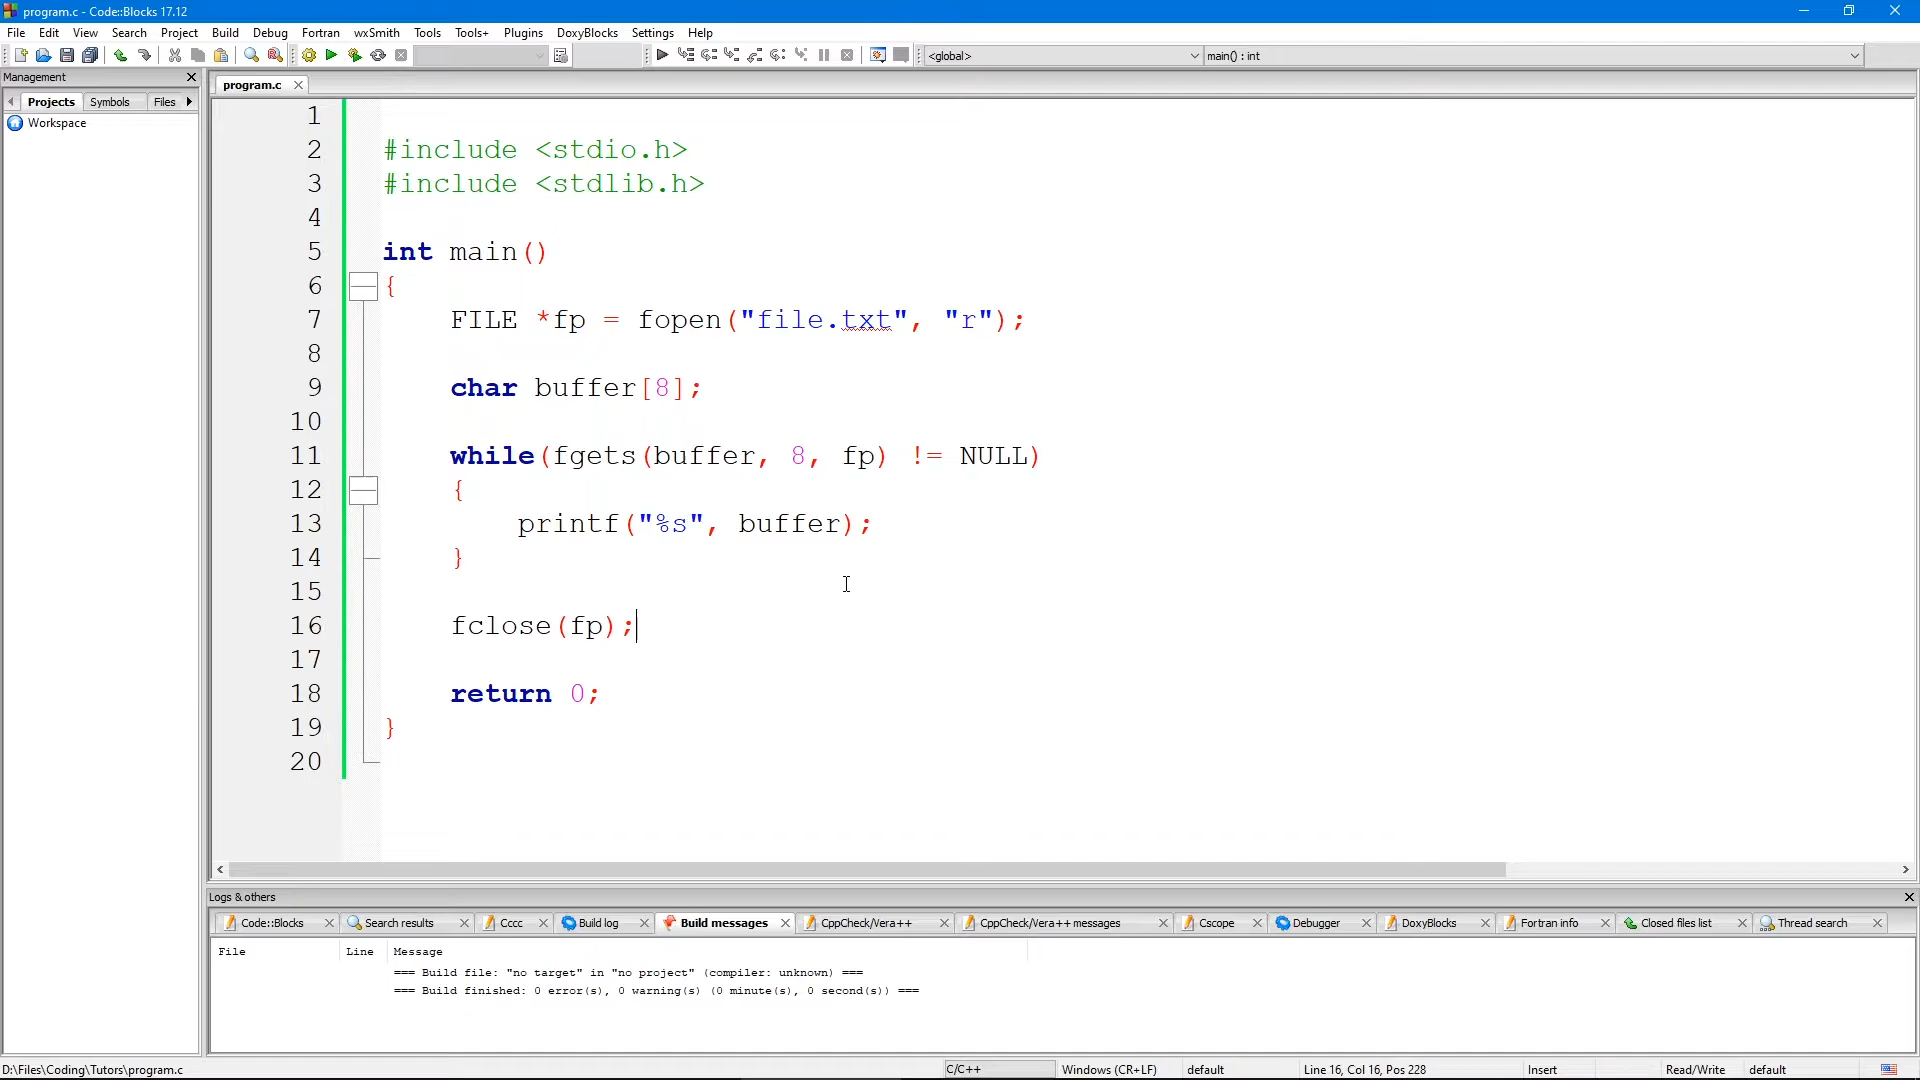 program.c - Code::Blocks 17.12
File Edit View Search Project Build Debug Fortran wxSmith Tools Tools+ Plugins DoxyBlocks Settings Help
<global> main() : int
Management
program.c
Projects Symbols Files
Workspace
1
2 #include <stdio.h>
3 #include <stdlib.h>
4
5 int main()
6 {
7 FILE *fp = fopen("file.txt", "r");
8
9 char buffer[8];
10
11 while(fgets(buffer, 8, fp) != NULL)
12 {
13 printf("%s", buffer);
14 }
15
16 fclose(fp);
17
18 return 0;
19 }
20
Logs & others
Code::Blocks Search results Cccc Build log Build messages CppCheck/Vera++ CppCheck/Vera++ messages Cscope Debugger DoxyBlocks Fortran info Closed files list Thread search
File Line Message
=== Build file: "no target" in "no project" (compiler: unknown) ===
=== Build finished: 0 error(s), 0 warning(s) (0 minute(s), 0 second(s)) ===
D:\Files\Coding\Tutors\program.c C/C++ Windows (CR+LF) default Line 16, Col 16, Pos 228 Insert Read/Write default